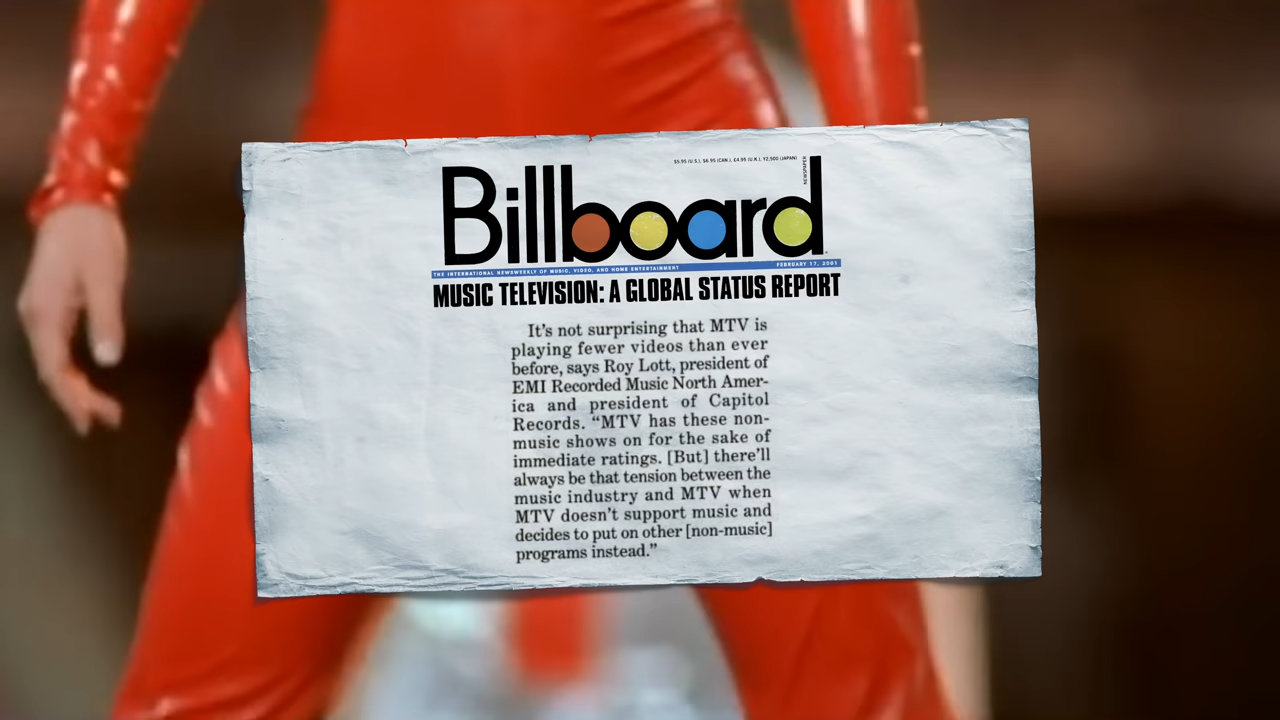 $5.95 (U.S.), $6.95 (CAN.), £4.95 (U.K.), ¥2,500 (JAPAN)
NEWSPAPER
Billboard
THE INTERNATIONAL NEWSWEEKLY OF MUSIC, VIDEO, AND HOME ENTERTAINMENT
FEBRUARY 17, 2001
MUSIC TELEVISION: A GLOBAL STATUS REPORT
It's not surprising that MTV is
playing fewer videos than ever
before, says Roy Lott, president of
EMI Recorded Music North Amer-
ica and president of Capitol
Records. “MTV has these non-
music shows on for the sake of
immediate ratings. [But] there'll
always be that tension between the
music industry and MTV when
MTV doesn't support music and
decides to put on other [non-music]
programs instead.”